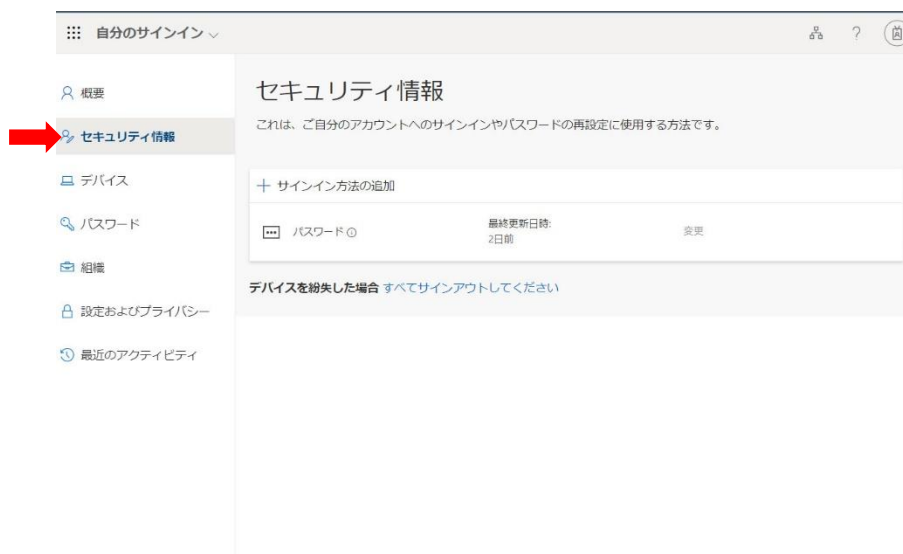 自分のサインイン
?
概要
セキュリティ情報
デバイス
パスワード
組織
設定およびプライバシー
最近のアクティビティ
セキュリティ情報
これは、ご自分のアカウントへのサインインやパスワードの再設定に使用する方法です。
+ サインイン方法の追加
パスワード
最終更新日時:
2日前
変更
デバイスを紛失した場合 すべてサインアウトしてください